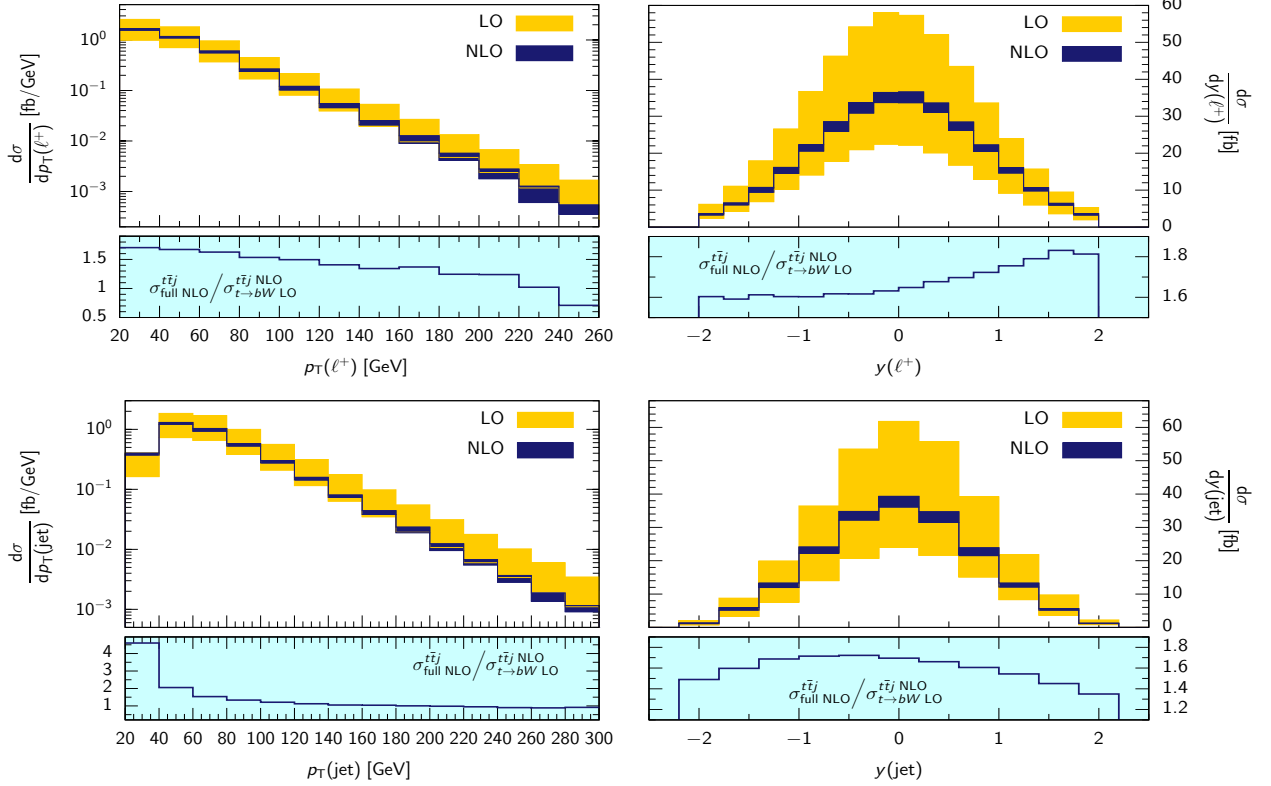 LO
NLO
10^0
10^−1
10^−2
10^−3
dσ/dp_T(ℓ^+) [fb/GeV]
1.5
1
0.5
σ^{tt̄j}_{full NLO}/σ^{tt̄j NLO}_{t→bW LO}
20 40 60 80 100 120 140 160 180 200 220 240 260
p_T(ℓ^+) [GeV]
LO
NLO
60
50
40
30
20
10
0
dσ/dy(ℓ^+) [fb]
1.8
1.6
σ^{tt̄j}_{full NLO}/σ^{tt̄j NLO}_{t→bW LO}
−2 −1 0 1 2
y(ℓ^+)
LO
NLO
10^0
10^−1
10^−2
10^−3
dσ/dp_T(jet) [fb/GeV]
4
3
2
1
σ^{tt̄j}_{full NLO}/σ^{tt̄j NLO}_{t→bW LO}
20 40 60 80 100 120 140 160 180 200 220 240 260 280 300
p_T(jet) [GeV]
LO
NLO
60
50
40
30
20
10
0
dσ/dy(jet) [fb]
1.8
1.6
1.4
1.2
σ^{tt̄j}_{full NLO}/σ^{tt̄j NLO}_{t→bW LO}
−2 −1 0 1 2
y(jet)